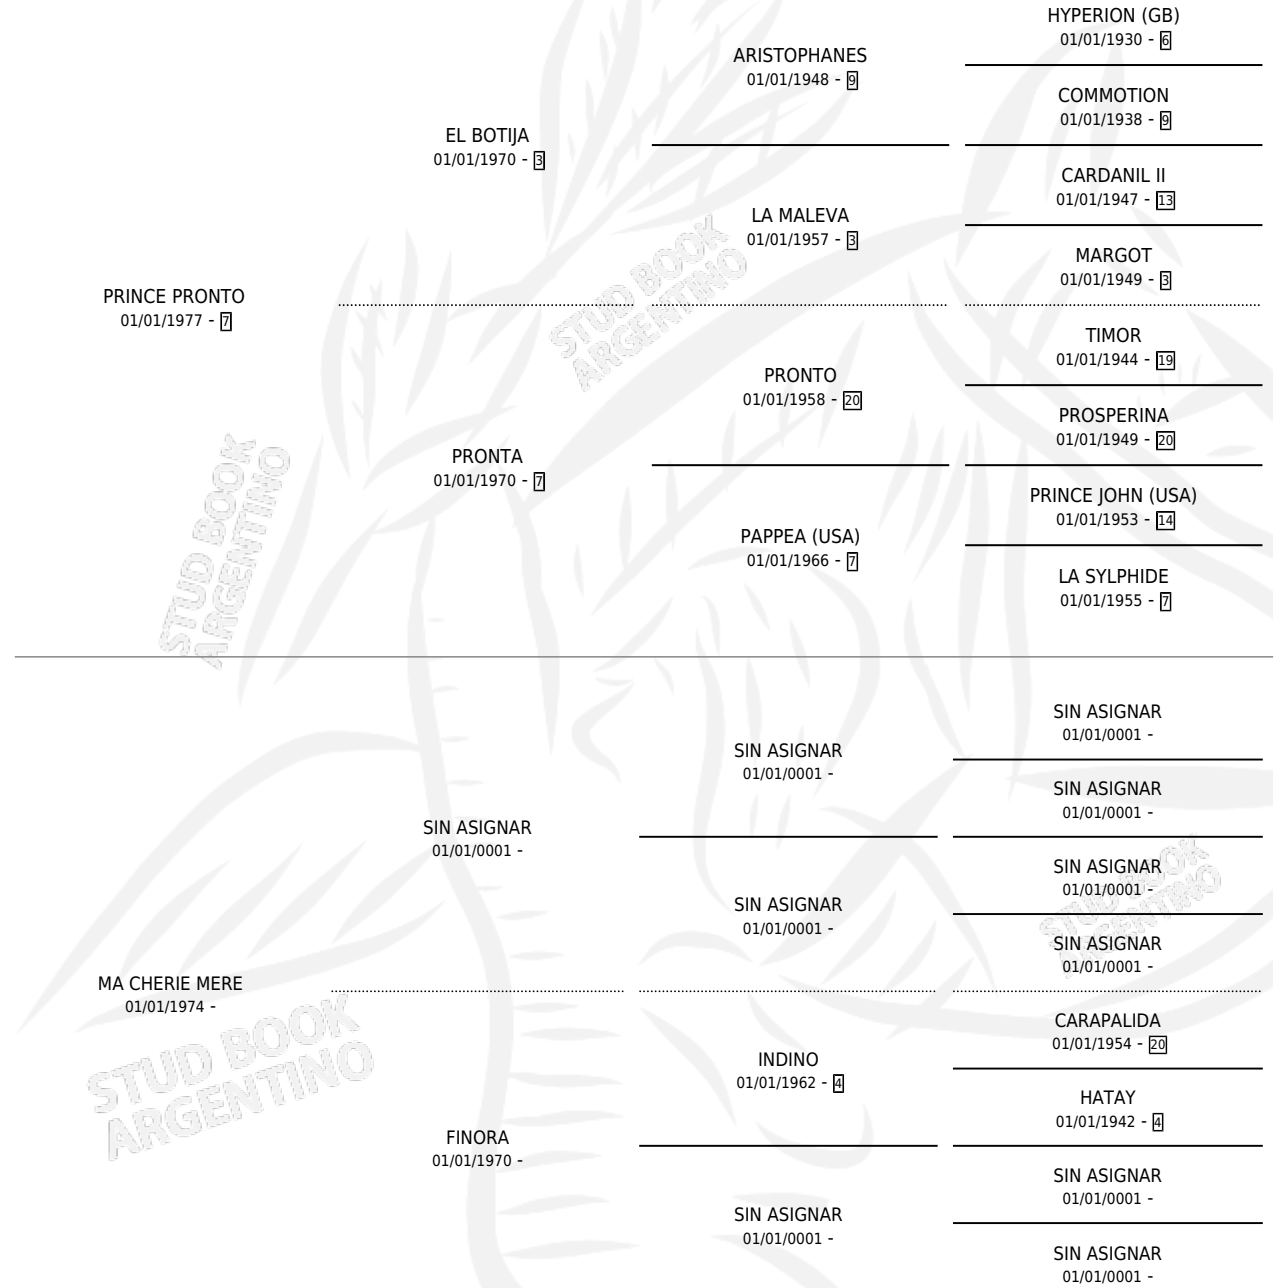 HYPERION (GB)
01/01/1930 - 6
ARISTOPHANES
01/01/1948 - 9
COMMOTION
01/01/1938 - 9
EL BOTIJA
01/01/1970 - 3
CARDANIL II
01/01/1947 - 13
LA MALEVA
01/01/1957 - 3
MARGOT
01/01/1949 - 3
PRINCE PRONTO
01/01/1977 - 7
TIMOR
01/01/1944 - 19
PRONTO
01/01/1958 - 20
PROSPERINA
01/01/1949 - 20
PRONTA
01/01/1970 - 7
PRINCE JOHN (USA)
01/01/1953 - 14
PAPPEA (USA)
01/01/1966 - 7
LA SYLPHIDE
01/01/1955 - 7
STUD BOOK
ARGENTINO
STUD BOOK
ARGENTINO
SIN ASIGNAR
01/01/0001 -
SIN ASIGNAR
01/01/0001 -
SIN ASIGNAR
01/01/0001 -
SIN ASIGNAR
01/01/0001 -
SIN ASIGNAR
01/01/0001 -
SIN ASIGNAR
01/01/0001 -
SIN ASIGNAR
01/01/0001 -
MA CHERIE MERE
01/01/1974 -
CARAPALIDA
01/01/1954 - 20
INDINO
01/01/1962 - 4
HATAY
01/01/1942 - 4
FINORA
01/01/1970 -
SIN ASIGNAR
01/01/0001 -
SIN ASIGNAR
01/01/0001 -
SIN ASIGNAR
01/01/0001 -
STUD BOOK
ARGENTINO
STUD BOOK
ARGENTINO